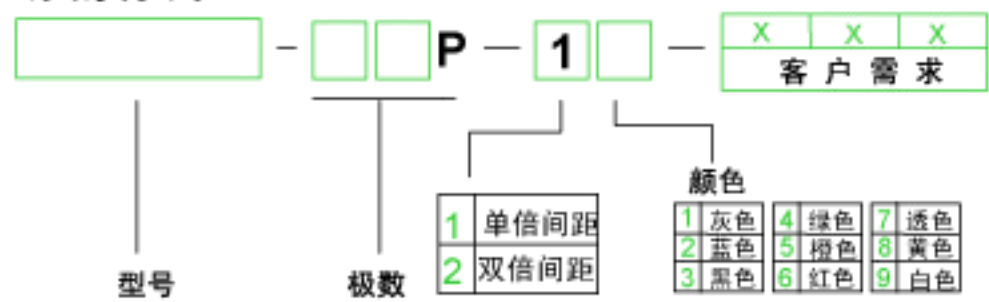 P 1 X X X
客户需求
型号
极数
1 单倍间距
2 双倍间距
颜色
1 灰色 4 绿色 7 透色
2 蓝色 5 橙色 8 黄色
3 黑色 6 红色 9 白色